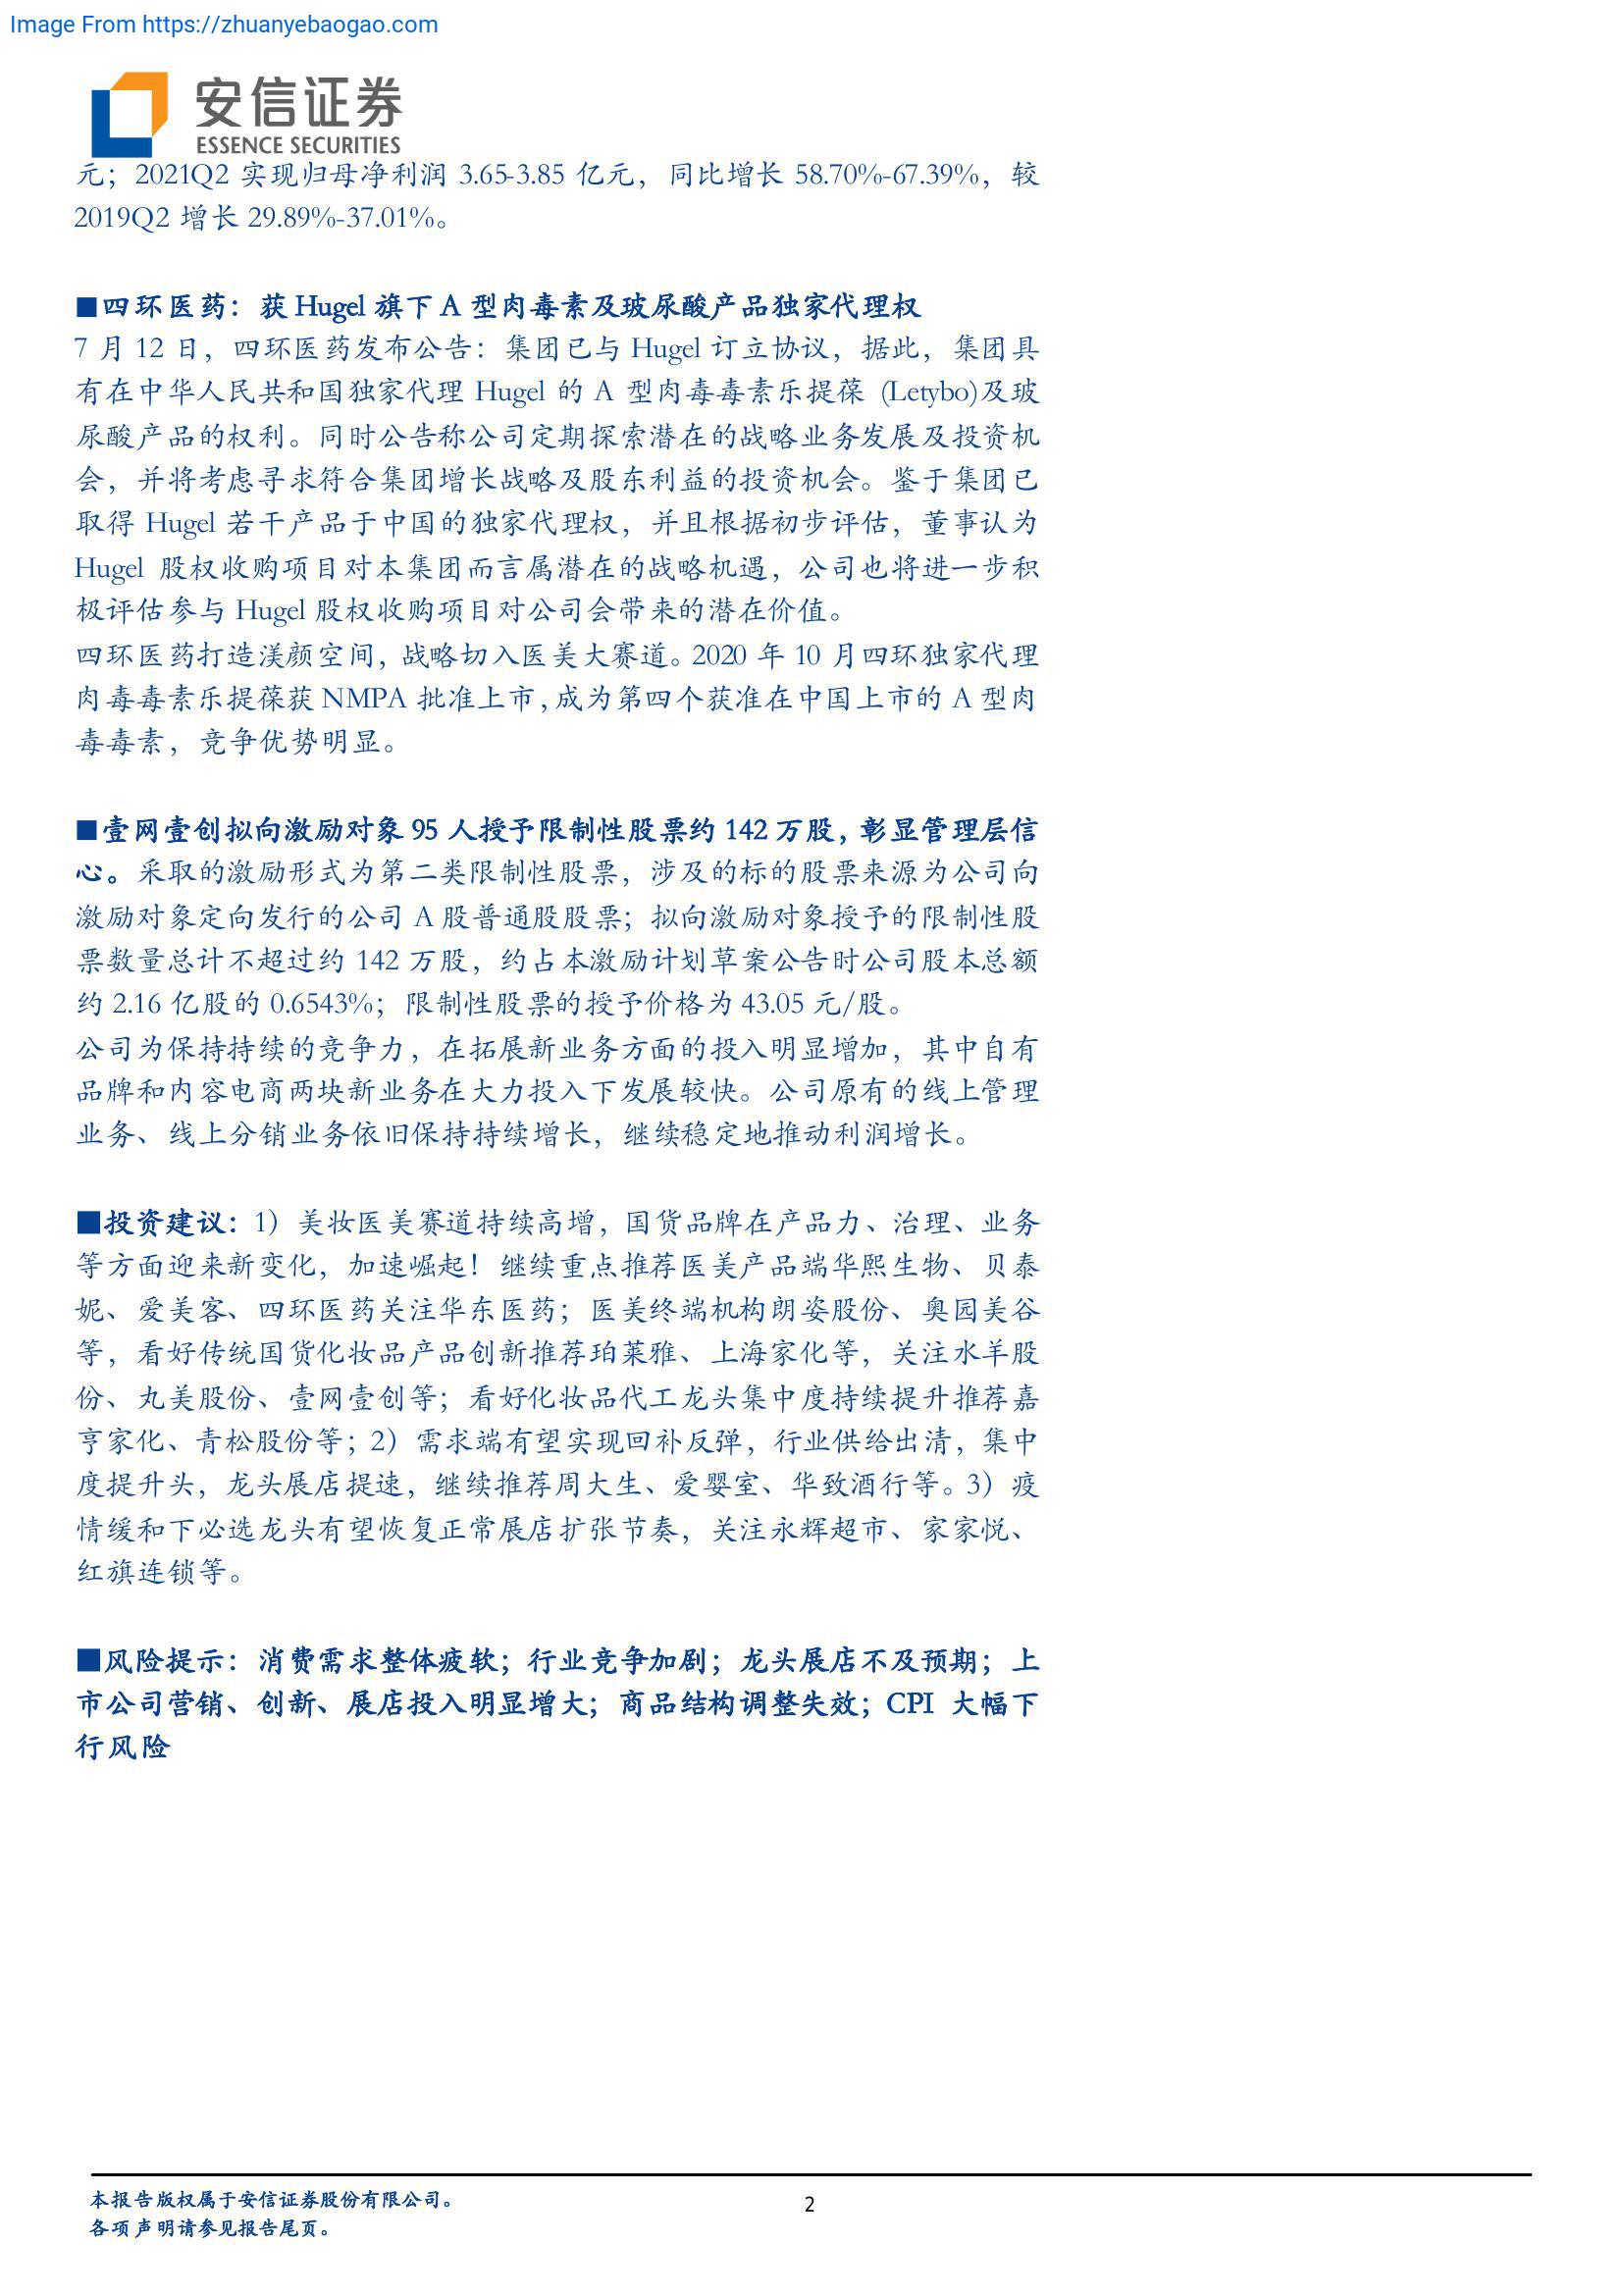 Image From https://zhuanyebaogao.com
安信证券
ESSENCE SECURITIES
元；2021Q2 实现归母净利润 3.65-3.85 亿元，同比增长 58.70%-67.39%，较
2019Q2 增长 29.89%-37.01%。
■四环医药：获 Hugel 旗下 A 型肉毒素及玻尿酸产品独家代理权
7 月 12 日，四环医药发布公告：集团已与 Hugel 订立协议，据此，集团具
有在中华人民共和国独家代理 Hugel 的 A 型肉毒毒素乐提葆 (Letybo)及玻
尿酸产品的权利。同时公告称公司定期探索潜在的战略业务发展及投资机
会，并将考虑寻求符合集团增长战略及股东利益的投资机会。鉴于集团已
取得 Hugel 若干产品于中国的独家代理权，并且根据初步评估，董事认为
Hugel 股权收购项目对本集团而言属潜在的战略机遇，公司也将进一步积
极评估参与 Hugel 股权收购项目对公司会带来的潜在价值。
四环医药打造渼颜空间，战略切入医美大赛道。2020 年 10 月四环独家代理
肉毒毒素乐提葆获 NMPA 批准上市，成为第四个获准在中国上市的 A 型肉
毒毒素，竞争优势明显。
■壹网壹创拟向激励对象 95 人授予限制性股票约 142 万股，彰显管理层信
心。采取的激励形式为第二类限制性股票，涉及的标的股票来源为公司向
激励对象定向发行的公司 A 股普通股股票；拟向激励对象授予的限制性股
票数量总计不超过约 142 万股，约占本激励计划草案公告时公司股本总额
约 2.16 亿股的 0.6543%；限制性股票的授予价格为 43.05 元/股。
公司为保持持续的竞争力，在拓展新业务方面的投入明显增加，其中自有
品牌和内容电商两块新业务在大力投入下发展较快。公司原有的线上管理
业务、线上分销业务依旧保持持续增长，继续稳定地推动利润增长。
■投资建议：1）美妆医美赛道持续高增，国货品牌在产品力、治理、业务
等方面迎来新变化，加速崛起！继续重点推荐医美产品端华熙生物、贝泰
妮、爱美客、四环医药关注华东医药；医美终端机构朗姿股份、奥园美谷
等，看好传统国货化妆品产品创新推荐珀莱雅、上海家化等，关注水羊股
份、丸美股份、壹网壹创等；看好化妆品代工龙头集中度持续提升推荐嘉
亨家化、青松股份等；2）需求端有望实现回补反弹，行业供给出清，集中
度提升头，龙头展店提速，继续推荐周大生、爱婴室、华致酒行等。3）疫
情缓和下必选龙头有望恢复正常展店扩张节奏，关注永辉超市、家家悦、
红旗连锁等。
■风险提示：消费需求整体疲软；行业竞争加剧；龙头展店不及预期；上
市公司营销、创新、展店投入明显增大；商品结构调整失效；CPI 大幅下
行风险
本报告版权属于安信证券股份有限公司。
2
各项声明请参见报告尾页。